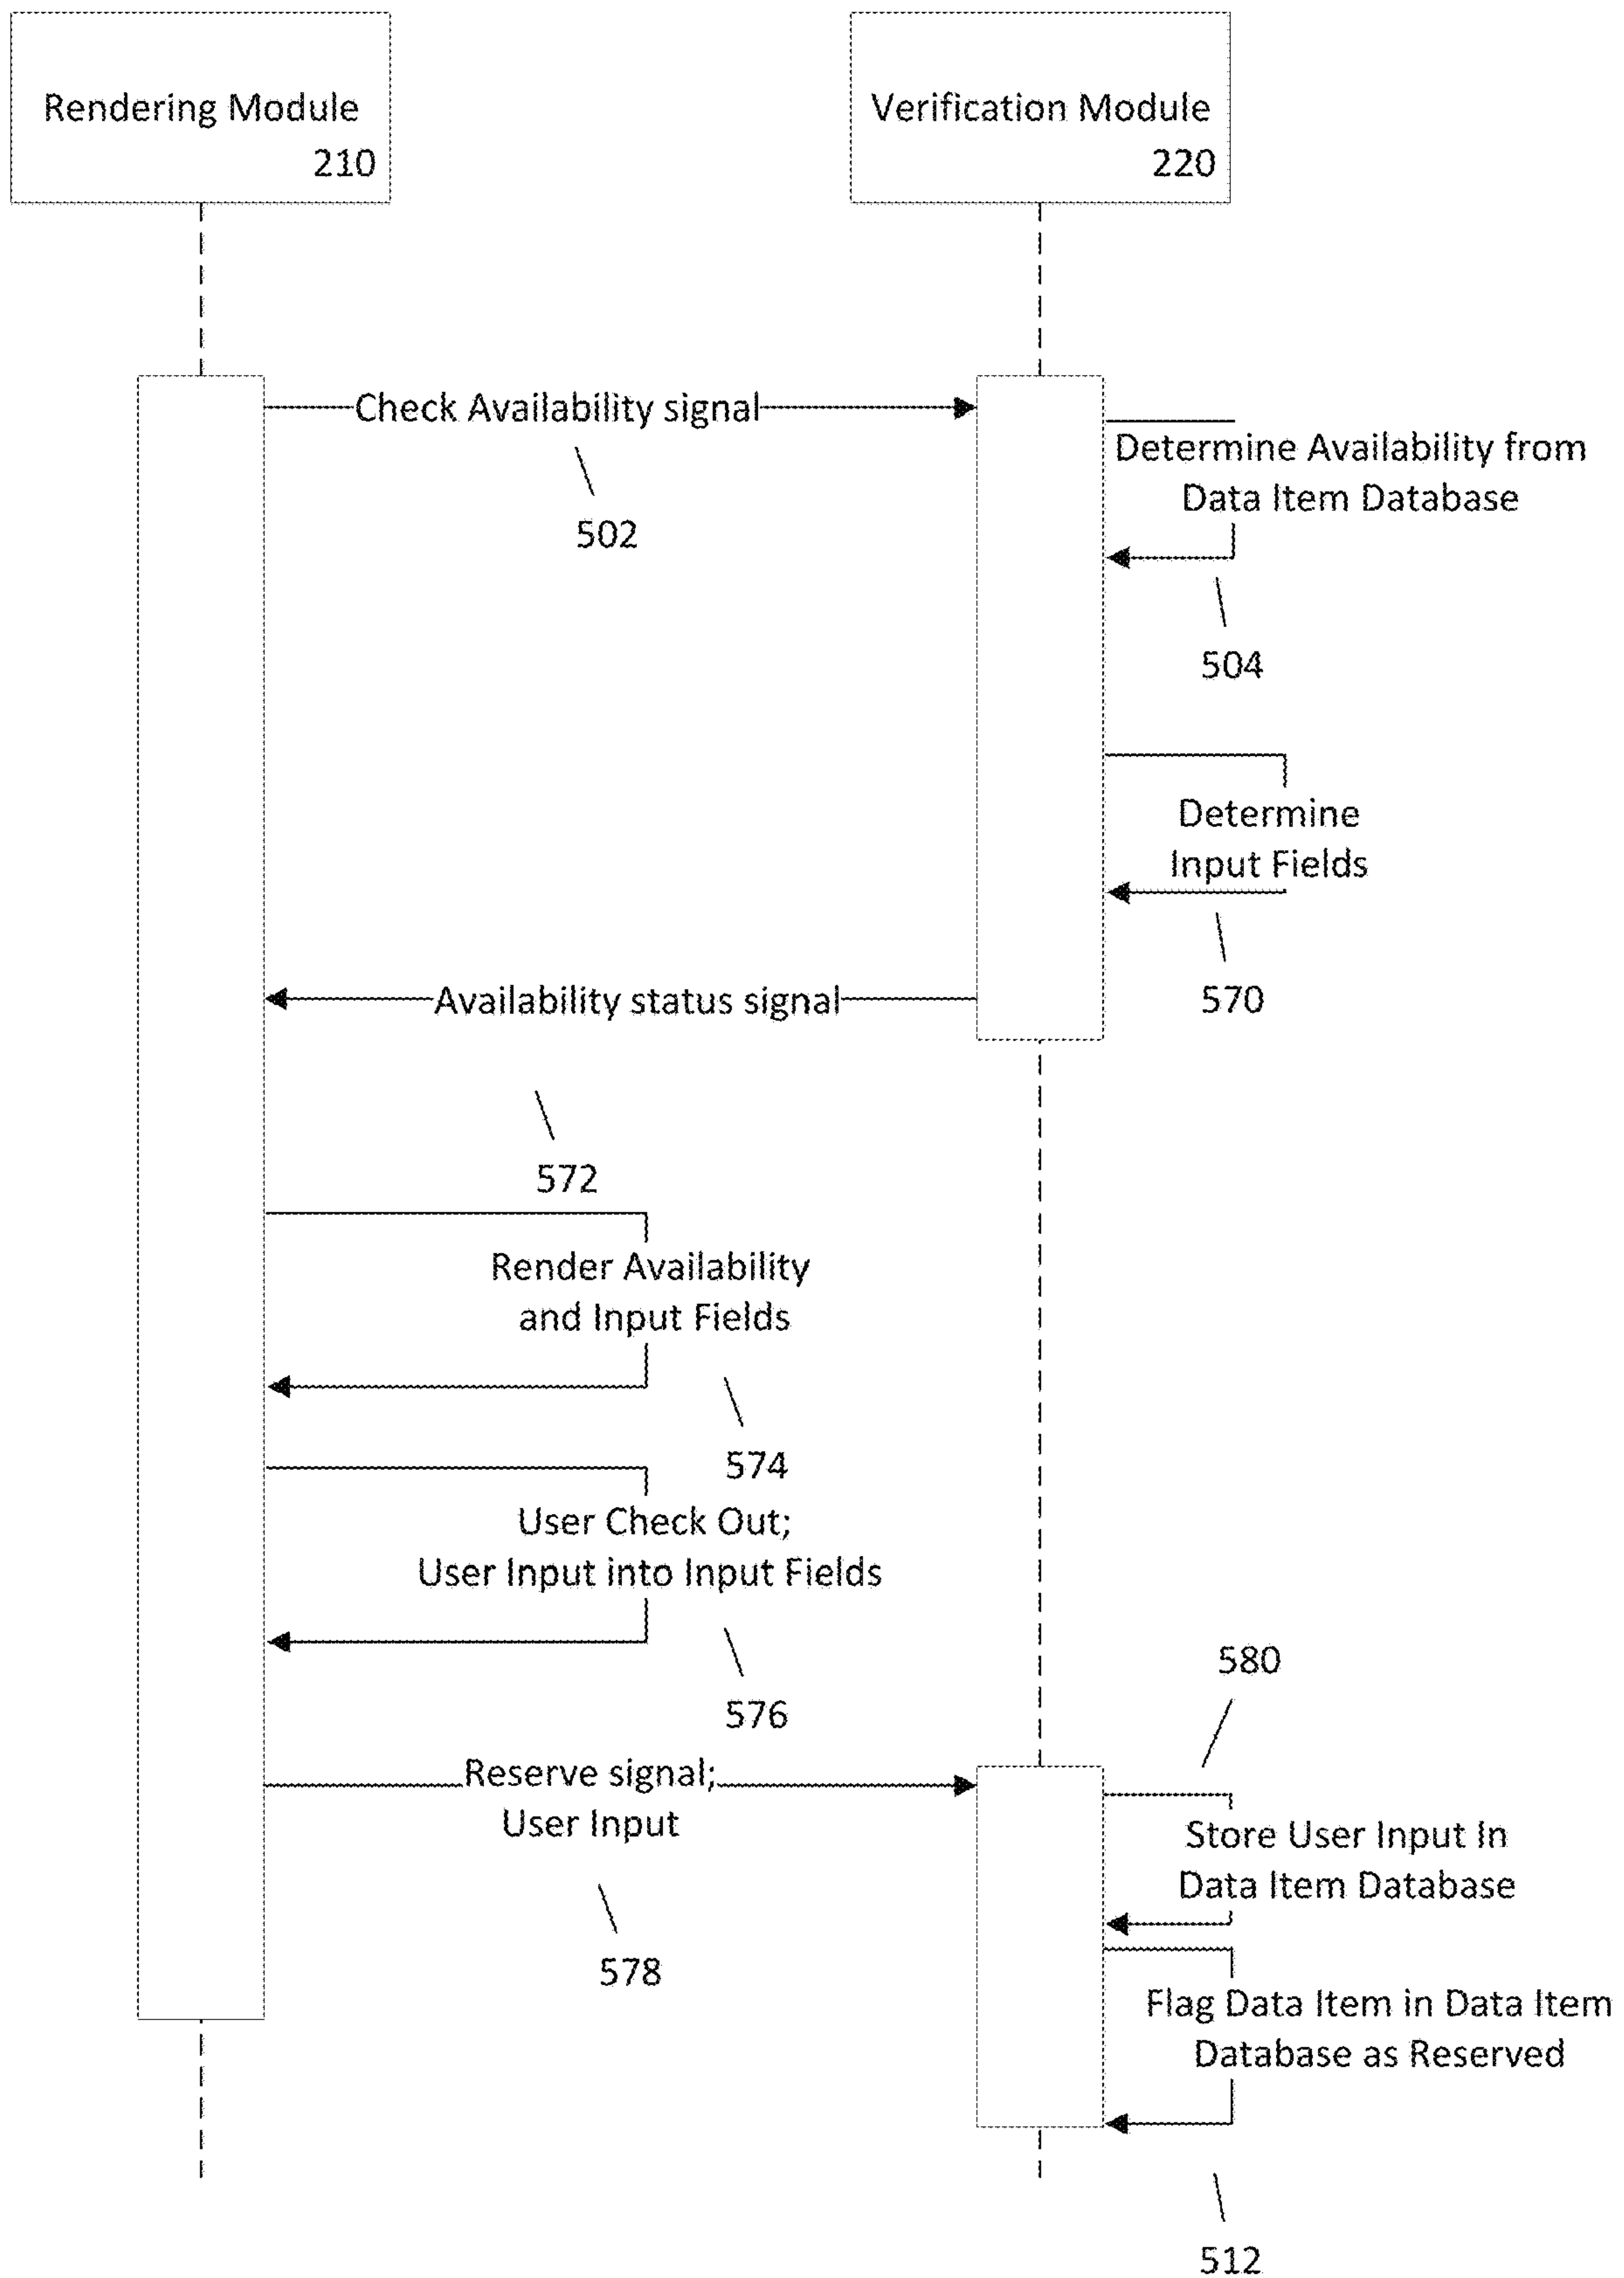 Rendering Module
210
Verification Module
220
Check Availability signal
502
Determine Availability from
Data Item Database
504
Determine
Input Fields
570
Availability status signal
572
Render Availability
and Input Fields
574
User Check Out;
User Input into Input Fields
576
Reserve signal;
User Input
578
580
Store User Input In
Data Item Database
Flag Data Item in Data Item
Database as Reserved
512